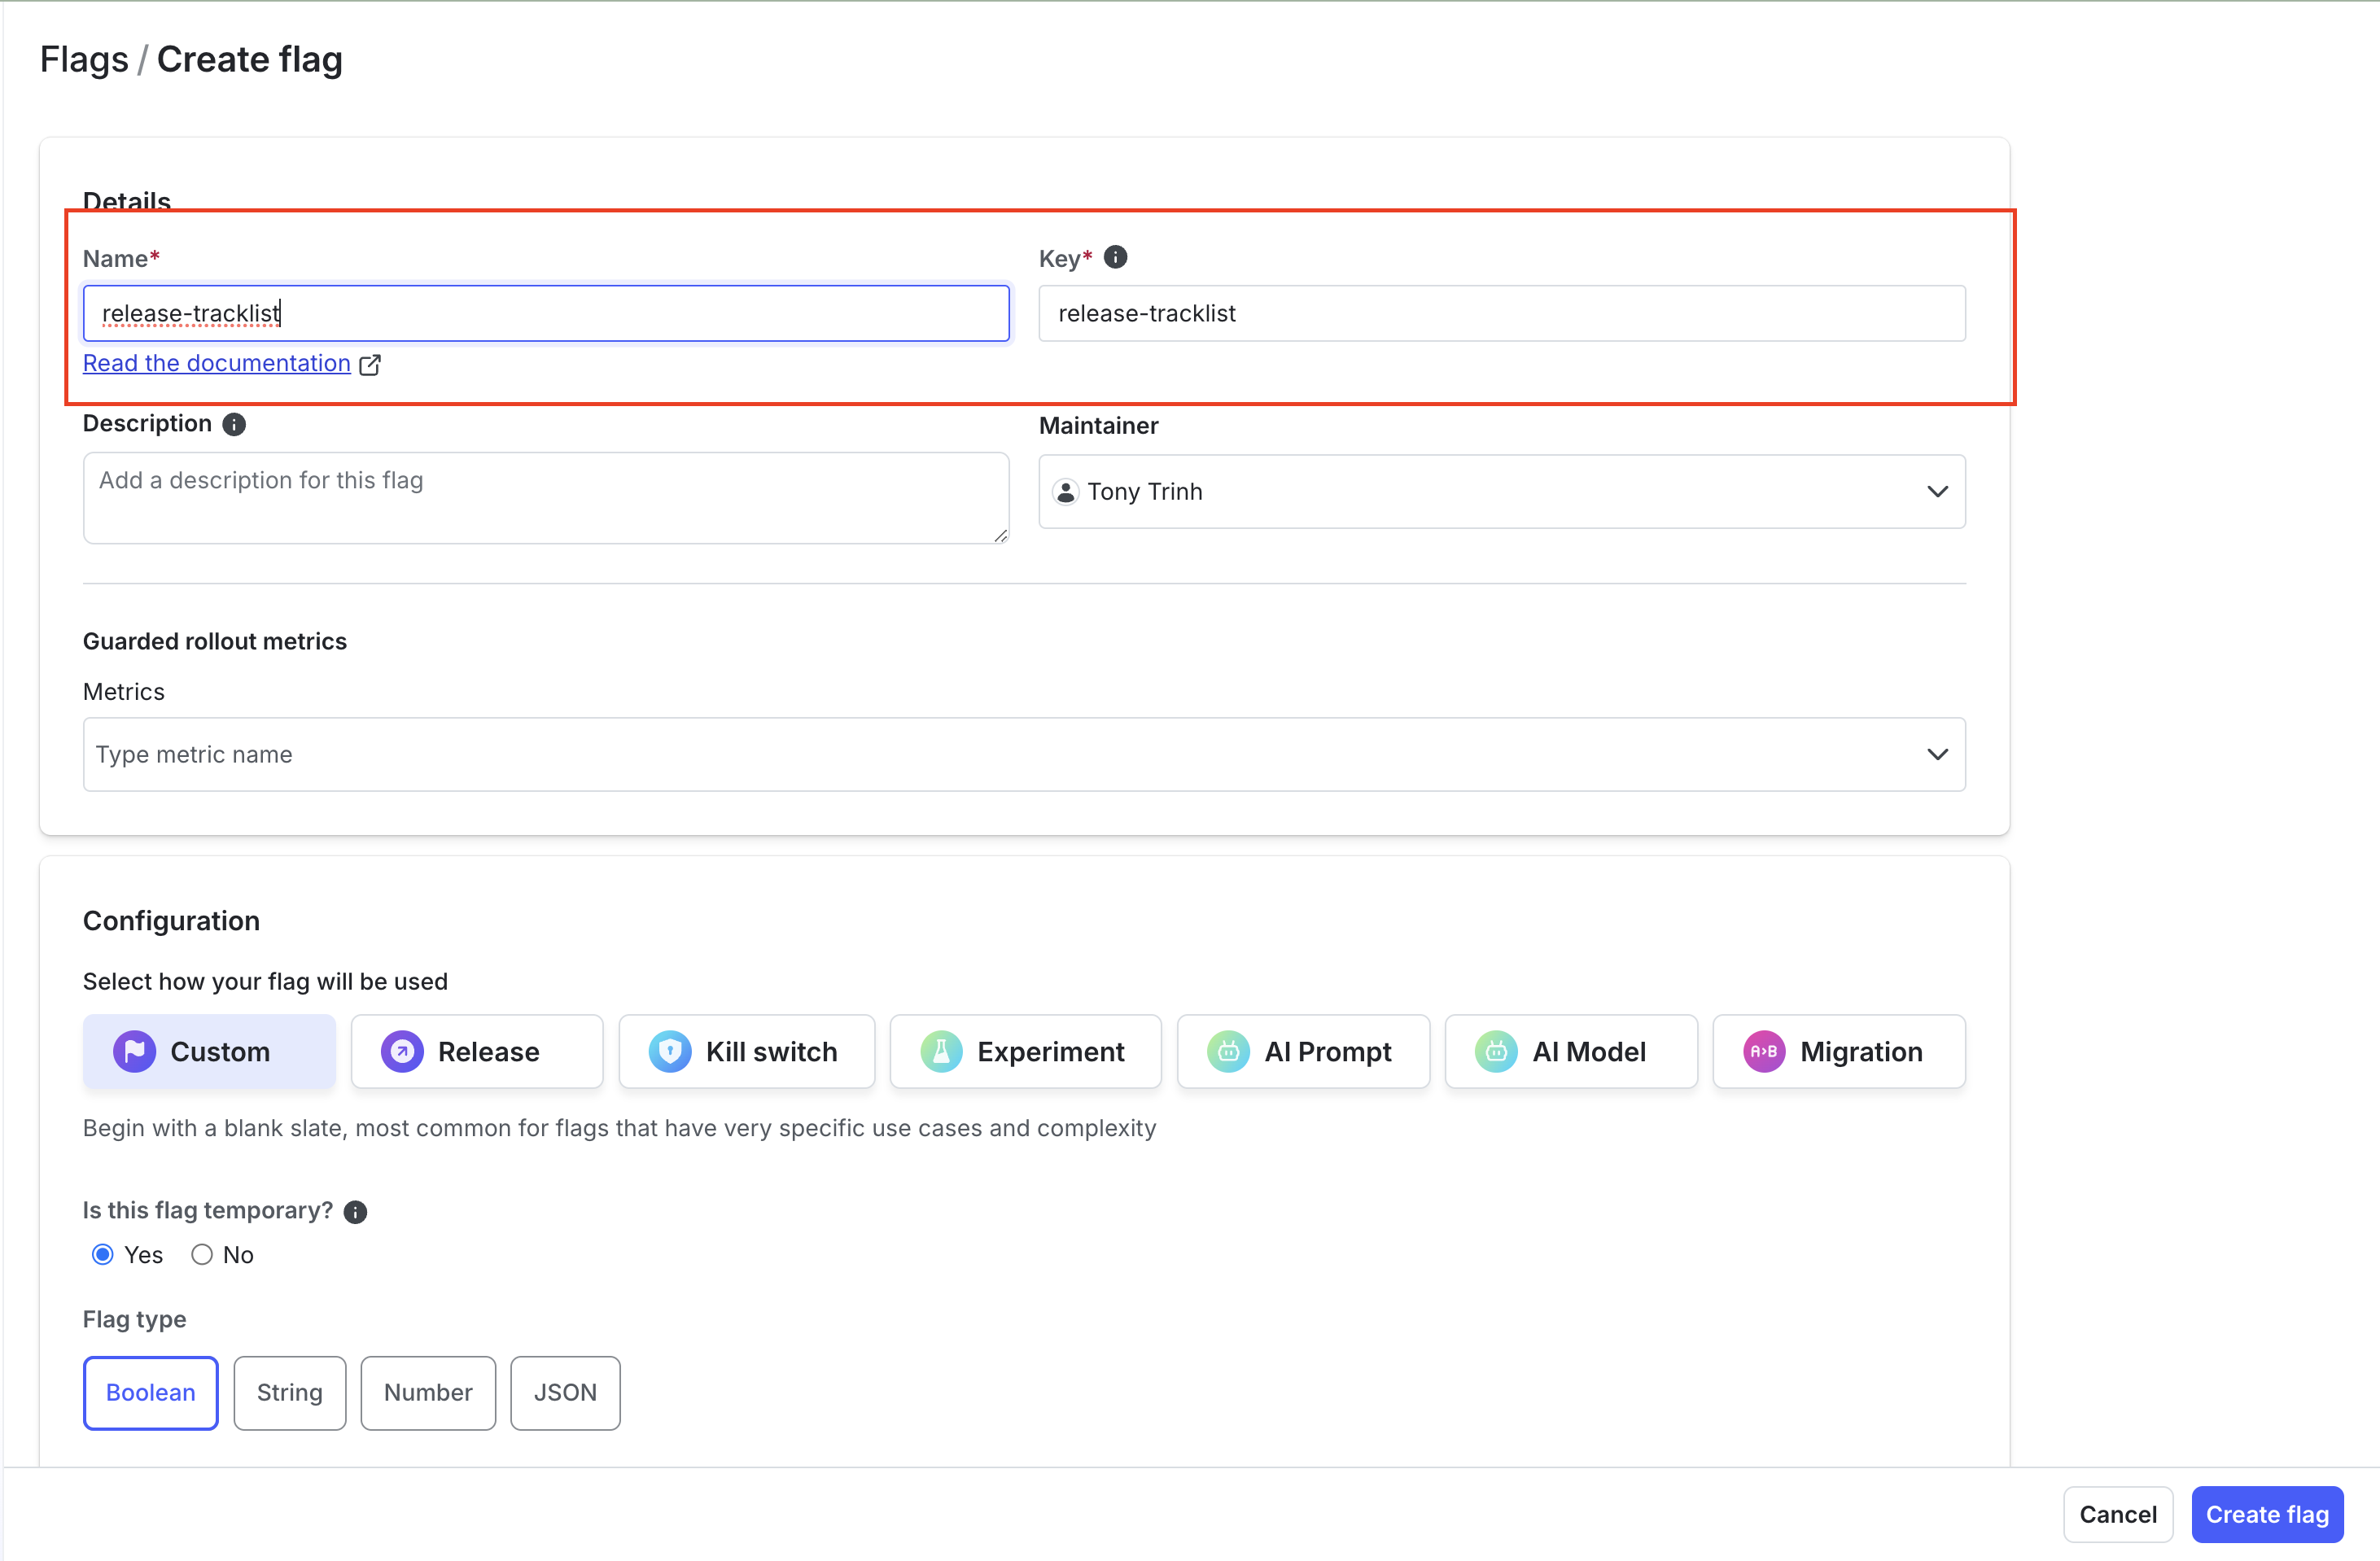 Flags / Create flag
Details
Name*
Key*
release-tracklist
release-tracklist
Read the documentation
Description
Maintainer
Add a description for this flag
Tony Trinh
Guarded rollout metrics
Metrics
Type metric name
Configuration
Select how your flag will be used
Custom
Release
Kill switch
Experiment
AI Prompt
AI Model
A>B Migration
Begin with a blank slate, most common for flags that have very specific use cases and complexity
Is this flag temporary?
Yes
No
Flag type
Boolean
String
Number
JSON
Cancel
Create flag